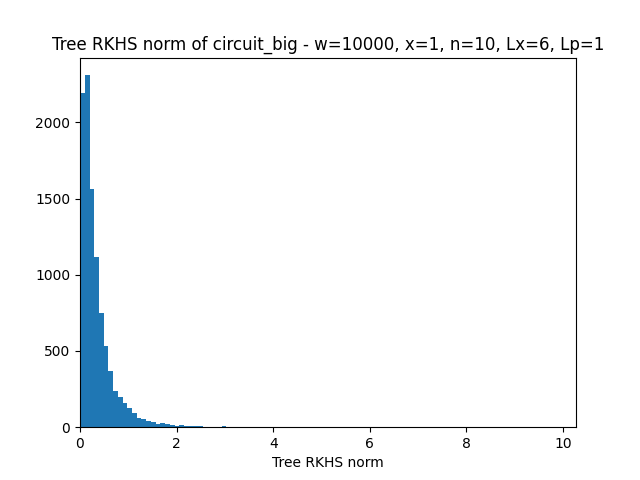 Tree RKHS norm of circuit_big - w=10000, x=1, n=10, Lx=6, Lp=1
2000
1500
1000
500
0
0 2 4 6 8 10
Tree RKHS norm